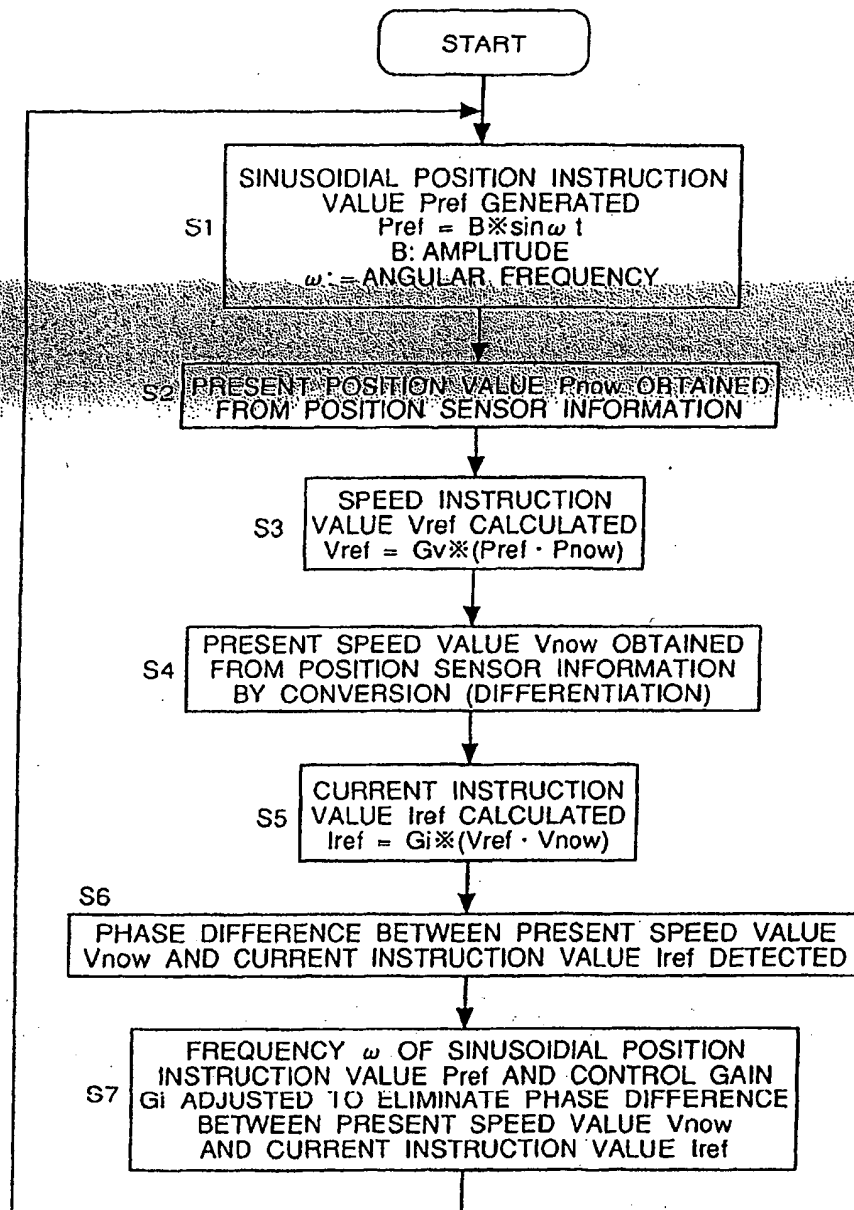 START
SINUSOIDIAL POSITION INSTRUCTION
VALUE Pref GENERATED
Pref = B※sinω t
B: AMPLITUDE
ω: = ANGULAR FREQUENCY
S1
S2
PRESENT POSITION VALUE Pnow OBTAINED
FROM POSITION SENSOR INFORMATION
SPEED INSTRUCTION
VALUE Vref CALCULATED
Vref = Gv※(Pref · Pnow)
S3
PRESENT SPEED VALUE Vnow OBTAINED
FROM POSITION SENSOR INFORMATION
BY CONVERSION (DIFFERENTIATION)
S4
CURRENT INSTRUCTION
VALUE Iref CALCULATED
Iref = Gi※(Vref · Vnow)
S5
S6
PHASE DIFFERENCE BETWEEN PRESENT SPEED VALUE
Vnow AND CURRENT INSTRUCTION VALUE Iref DETECTED
FREQUENCY ω OF SINUSOIDIAL POSITION
INSTRUCTION VALUE Pref AND CONTROL GAIN
Gi ADJUSTED TO ELIMINATE PHASE DIFFERENCE
BETWEEN PRESENT SPEED VALUE Vnow
AND CURRENT INSTRUCTION VALUE Iref
S7